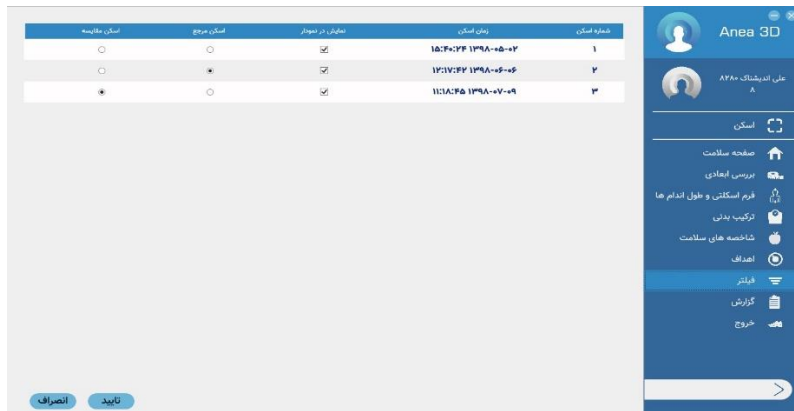 Anea 3D
علی اندیشناک ۸۲۸۰
۸
اسکن
صفحه سلامت
بررسی ابعادی
فرم اسکلتی و طول اندام ها
ترکیب بدنی
شاخصه های سلامت
اهداف
فیلتر
گزارش
خروج
شماره اسکن زمان اسکن نمایش در نمودار اسکن مرجع اسکن مقایسه
۱ ۱۵:۴۰:۲۴ ۱۳۹۸-۰۵-۰۲
۲ ۱۲:۱۷:۴۲ ۱۳۹۸-۰۶-۰۶
۳ ۱۱:۱۸:۴۵ ۱۳۹۸-۰۷-۰۹
تایید انصراف